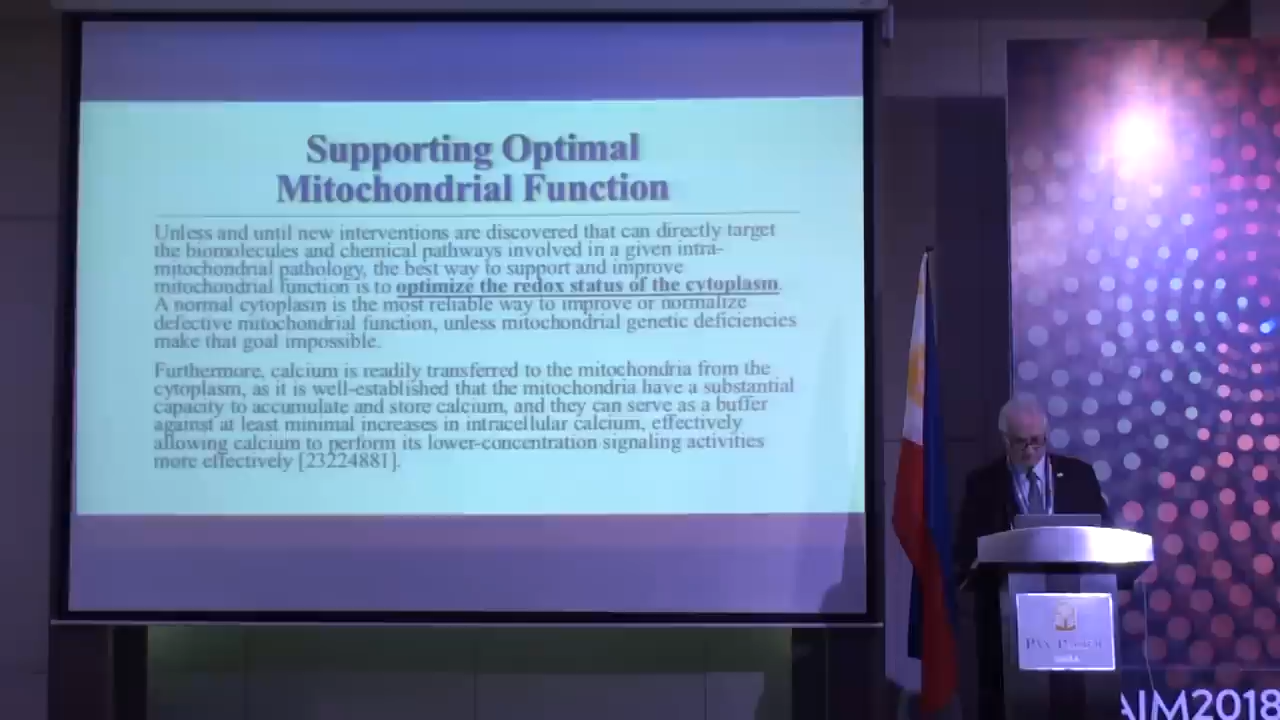 Supporting Optimal
Mitochondrial Function
Unless and until new interventions are discovered that can directly target
the biomolecules and chemical pathways involved in a given intra-
mitochondrial pathology, the best way to support and improve
mitochondrial function is to optimize the redox status of the cytoplasm.
A normal cytoplasm is the most reliable way to improve or normalize
defective mitochondrial function, unless mitochondrial genetic deficiencies
make that goal impossible.
Furthermore, calcium is readily transferred to the mitochondria from the
cytoplasm, as it is well-established that the mitochondria have a substantial
capacity to accumulate and store calcium, and they can serve as a buffer
against at least minimal increases in intracellular calcium, effectively
allowing calcium to perform its lower-concentration signaling activities
more effectively [23224881].
AIM2018